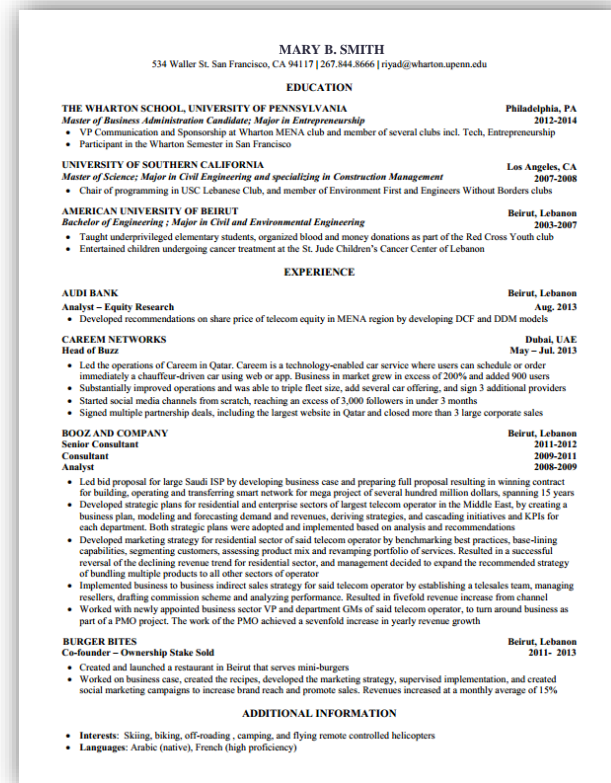 MARY B. SMITH
534 Waller St. San Francisco, CA 94117 | 267.844.8666 | riyad@wharton.upenn.edu
EDUCATION
THE WHARTON SCHOOL, UNIVERSITY OF PENNSYLVANIA Philadelphia, PA
Master of Business Administration Candidate; Major in Entrepreneurship 2012-2014
• VP Communication and Sponsorship at Wharton MENA club and member of several clubs incl. Tech, Entrepreneurship
• Participant in the Wharton Semester in San Francisco
UNIVERSITY OF SOUTHERN CALIFORNIA Los Angeles, CA
Master of Science; Major in Civil Engineering and specializing in Construction Management 2007-2008
• Chair of programming in USC Lebanese Club, and member of Environment First and Engineers Without Borders clubs
AMERICAN UNIVERSITY OF BEIRUT Beirut, Lebanon
Bachelor of Engineering ; Major in Civil and Environmental Engineering 2003-2007
• Taught underprivileged elementary students, organized blood and money donations as part of the Red Cross Youth club
• Entertained children undergoing cancer treatment at the St. Jude Children's Cancer Center of Lebanon
EXPERIENCE
AUDI BANK Beirut, Lebanon
Analyst – Equity Research Aug. 2013
• Developed recommendations on share price of telecom equity in MENA region by developing DCF and DDM models
CAREEM NETWORKS Dubai, UAE
Head of Buzz May – Jul. 2013
• Led the operations of Careem in Qatar. Careem is a technology-enabled car service where users can schedule or order
immediately a chauffeur-driven car using web or app. Business in market grew in excess of 200% and added 900 users
• Substantially improved operations and was able to triple fleet size, add several car offering, and sign 3 additional providers
• Started social media channels from scratch, reaching an excess of 3,000 followers in under 3 months
• Signed multiple partnership deals, including the largest website in Qatar and closed more than 3 large corporate sales
BOOZ AND COMPANY Beirut, Lebanon
Senior Consultant 2011-2012
Consultant 2009-2011
Analyst 2008-2009
• Led bid proposal for large Saudi ISP by developing business case and preparing full proposal resulting in winning contract
for building, operating and transferring smart network for mega project of several hundred million dollars, spanning 15 years
• Developed strategic plans for residential and enterprise sectors of largest telecom operator in the Middle East, by creating a
business plan, modeling and forecasting demand and revenues, deriving strategies, and cascading initiatives and KPIs for
each department. Both strategic plans were adopted and implemented based on analysis and recommendations
• Developed marketing strategy for residential sector of said telecom operator by benchmarking best practices, base-lining
capabilities, segmenting customers, assessing product mix and revamping portfolio of services. Resulted in a successful
reversal of the declining revenue trend for residential sector, and management decided to expand the recommended strategy
of bundling multiple products to all other sectors of operator
• Implemented business to business indirect sales strategy for said telecom operator by establishing a telesales team, managing
resellers, drafting commission scheme and analyzing performance. Resulted in fivefold revenue increase from channel
• Worked with newly appointed business sector VP and department GMs of said telecom operator, to turn around business as
part of a PMO project. The work of the PMO achieved a sevenfold increase in yearly revenue growth
BURGER BITES Beirut, Lebanon
Co-founder – Ownership Stake Sold 2011- 2013
• Created and launched a restaurant in Beirut that serves mini-burgers
• Worked on business case, created the recipes, developed the marketing strategy, supervised implementation, and created
social marketing campaigns to increase brand reach and promote sales. Revenues increased at a monthly average of 15%
ADDITIONAL INFORMATION
• Interests: Skiing, biking, off-roading , camping, and flying remote controlled helicopters
• Languages: Arabic (native), French (high proficiency)